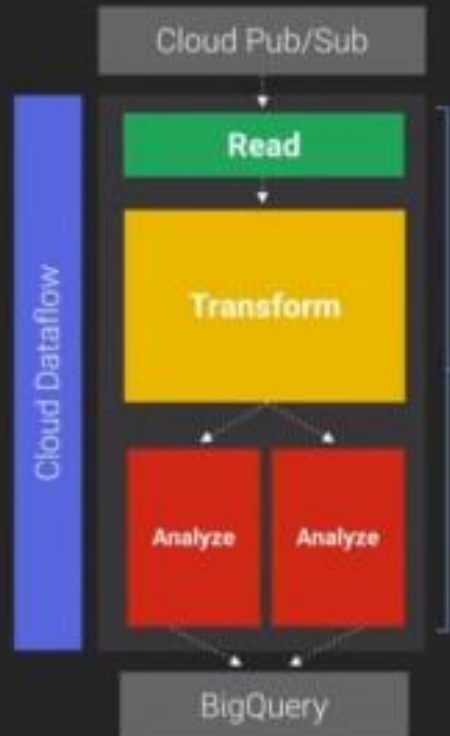 Cloud Pub/Sub
Read
Cloud Dataflow
Transform
Analyze
Analyze
BigQuery